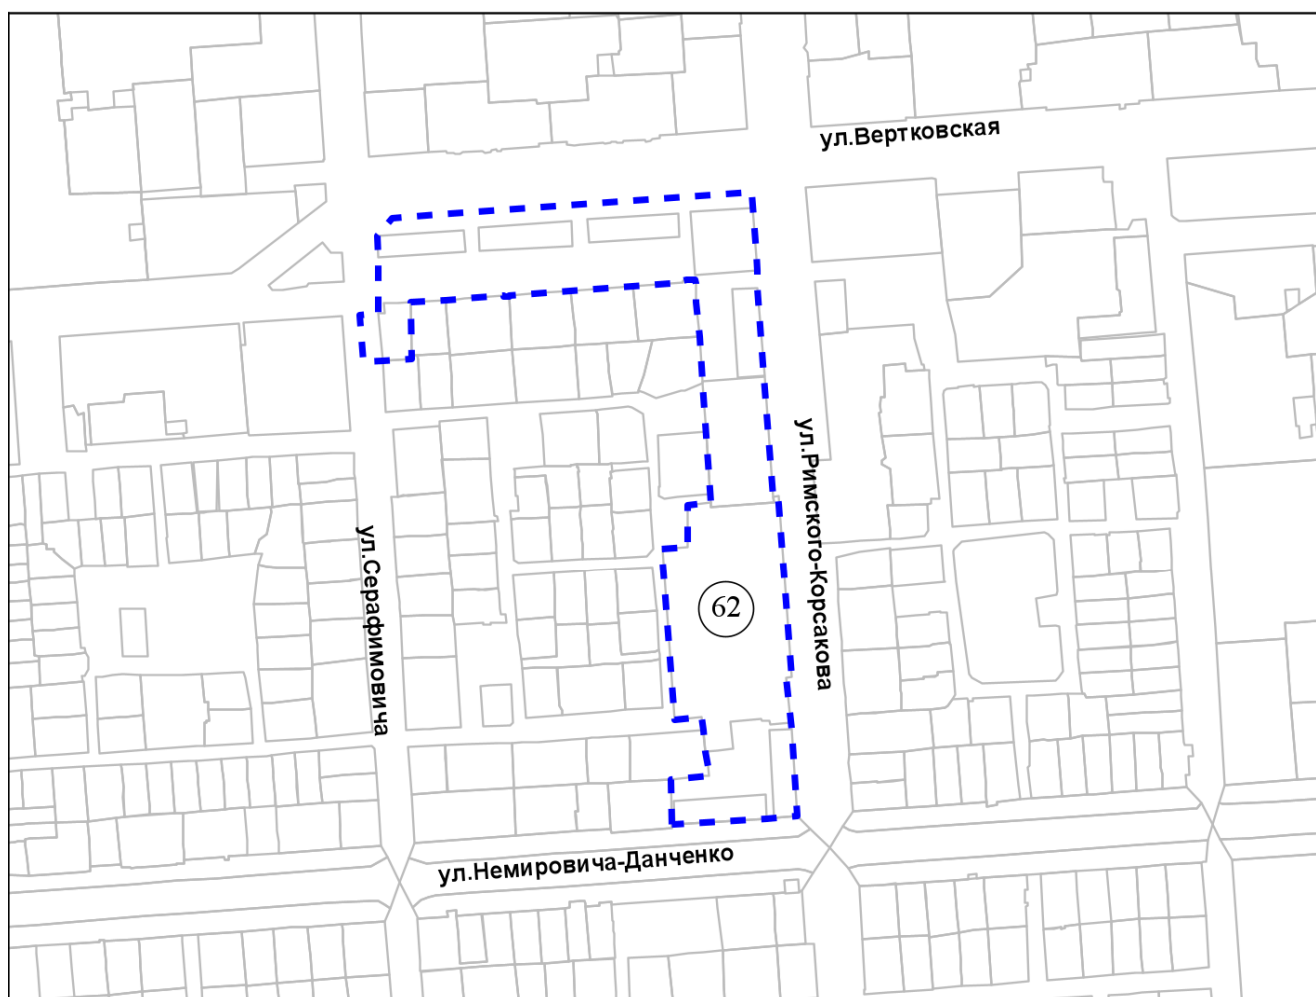 ул.Вертковская
ул.Римского-Корсакова
ул.Серафимовича
62
ул.Немировича-Данченко